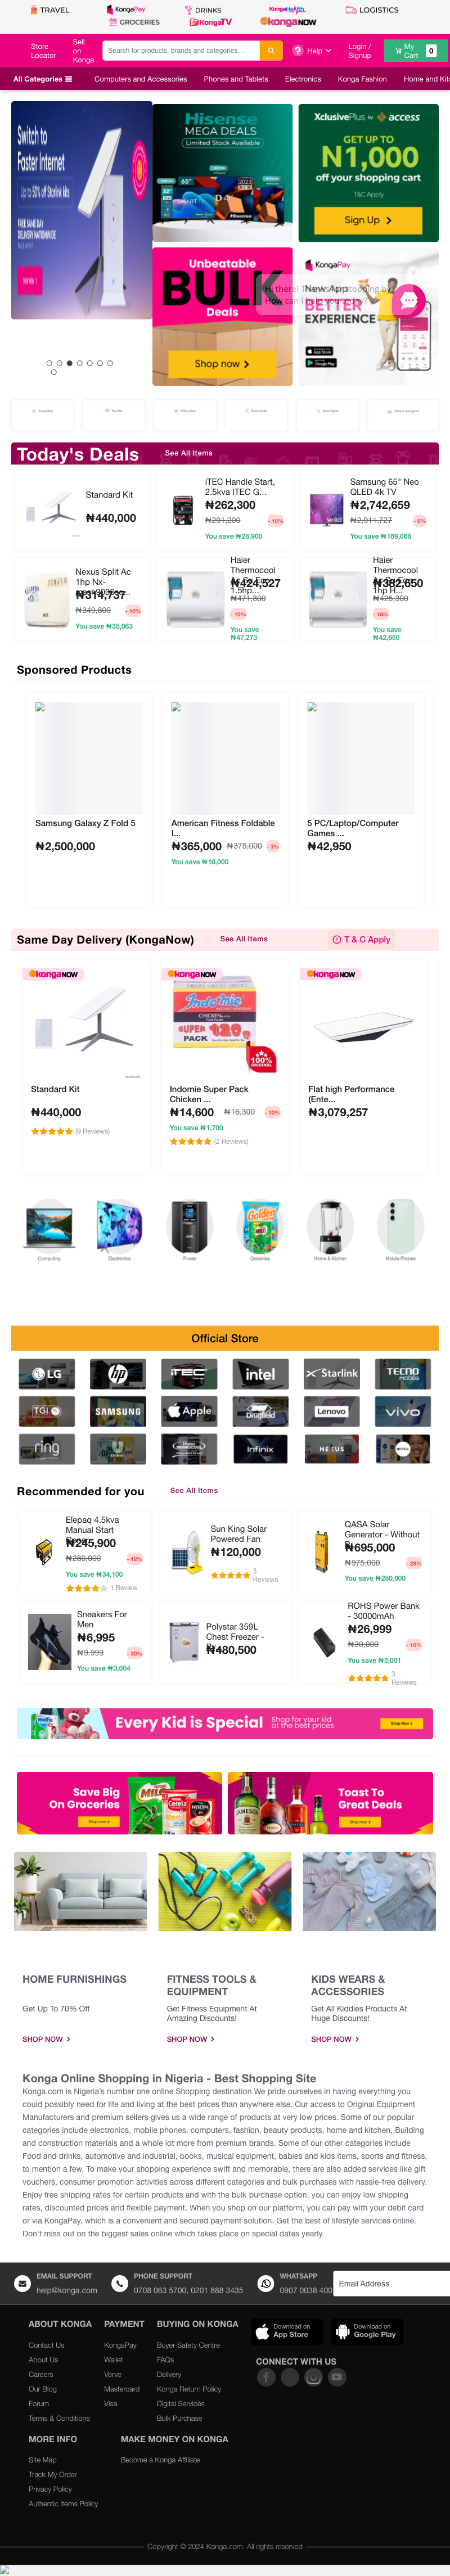 TRAVEL
KongaPay
DRINKS
KongaHealth
LOGISTICS
GROCERIES
KongaTV
kongaNOW
Store Locator
Sell on Konga
Search for products, brands and categories...
Help
Login / Signup
My Cart
0
All Categories
Computers and Accessories
Phones and Tablets
Electronics
Konga Fashion
Home and Kit
Switch to
Faster Internet
Up to 50% off Starlink kits
FREE SAME DAY
DELIVERY NATIONWIDE
Hisense
MEGA DEALS
Limited Stock Available
65"
Hisense
XclusivePlus by access
GET UP TO
₦1,000
off your shopping cart
T&C Apply
Sign Up
Unbeatable
BULK
Deals
Shop now
KongaPay
New App
BETTER
EXPERIENCE
App Store
Google Play
Today's Deals
See All Items
Standard Kit
₦440,000
iTEC Handle Start, 2.5kva ITEC G...
₦262,300
₦291,200
- 10%
You save ₦28,900
Samsung 65" Neo QLED 4k TV
₦2,742,659
₦2,911,727
- 6%
You save ₦169,068
Nexus Split Ac 1hp Nx-
₦314,737
₦349,800
- 10%
You save ₦35,063
Haier Thermocool
₦424,527
1.5hp...
₦471,800
- 10%
You save ₦47,273
Haier Thermocool
₦382,650
1hp H...
₦425,300
- 10%
You save ₦42,650
Sponsored Products
Samsung Galaxy Z Fold 5
₦2,500,000
American Fitness Foldable I...
₦365,000
₦375,000
- 3%
You save ₦10,000
5 PC/Laptop/Computer Games ...
₦42,950
Same Day Delivery (KongaNow)
See All Items
T & C Apply
kongaNOW
Standard Kit
₦440,000
(9 Reviews)
kongaNOW
Indomie
CHICKEN
SUPER
PACK
120
100%
ORIGINAL
Indomie Super Pack Chicken ...
₦14,600
₦16,300
- 10%
You save ₦1,700
(2 Reviews)
kongaNOW
Flat high Performance (Ente...
₦3,079,257
Computing
Electronics
Power
Groceries
Home & Kitchen
Mobile Phones
Official Store
LG
hp
iTEC
intel
Starlink
TECNO mobile
TGI
SAMSUNG
Apple
Drugfield
Lenovo
vivo
ring
Unilever
Haier Thermocool
Infinix
NEXUS
NIVEA
Recommended for you
See All Items
Elepaq 4.5kva Manual Start
₦245,900
₦280,000
- 12%
You save ₦34,100
1 Review
Sun King Solar Powered Fan
₦120,000
3 Reviews
QASA Solar Generator - Without
₦695,000
₦975,000
- 29%
You save ₦280,000
Sneakers For Men
₦6,995
₦9,999
- 30%
You save ₦3,004
Polystar 359L Chest Freezer -
₦480,500
ROHS Power Bank - 30000mAh
₦26,999
₦30,000
- 10%
You save ₦3,001
3 Reviews
Every Kid is Special
Shop for your kid
at the best prices
Shop Now
Save Big
On Groceries
Shop now
MILO
Cerelac
NESCAFE
JAMESON
Toast To
Great Deals
Shop now
HOME FURNISHINGS
Get Up To 70% Off
SHOP NOW
FITNESS TOOLS & EQUIPMENT
Get Fitness Equipment At Amazing Discounts!
SHOP NOW
KIDS WEARS & ACCESSORIES
Get All Kiddies Products At Huge Discounts!
SHOP NOW
Konga Online Shopping in Nigeria - Best Shopping Site
Konga.com is Nigeria's number one online Shopping destination.We pride ourselves in having everything you
could possibly need for life and living at the best prices than anywhere else. Our access to Original Equipment
Manufacturers and premium sellers gives us a wide range of products at very low prices. Some of our popular
categories include electronics, mobile phones, computers, fashion, beauty products, home and kitchen, Building
and construction materials and a whole lot more from premium brands. Some of our other categories include
Food and drinks, automotive and industrial, books, musical equipment, babies and kids items, sports and fitness,
to mention a few. To make your shopping experience swift and memorable, there are also added services like gift
vouchers, consumer promotion activities across different categories and bulk purchases with hassle-free delivery.
Enjoy free shipping rates for certain products and with the bulk purchase option, you can enjoy low shipping
rates, discounted prices and flexible payment. When you shop on our platform, you can pay with your debit card
or via KongaPay, which is a convenient and secured payment solution. Get the best of lifestyle services online.
Don't miss out on the biggest sales online which takes place on special dates yearly.
EMAIL SUPPORT
help@konga.com
PHONE SUPPORT
0708 063 5700, 0201 888 3435
WHATSAPP
0907 0038 400
Email Address
ABOUT KONGA
Contact Us
About Us
Careers
Our Blog
Forum
Terms & Conditions
PAYMENT
KongaPay
Wallet
Verve
Mastercard
Visa
BUYING ON KONGA
Buyer Safety Centre
FAQs
Delivery
Konga Return Policy
Digital Services
Bulk Purchase
Download on
App Store
Download on
Google Play
CONNECT WITH US
MORE INFO
Site Map
Track My Order
Privacy Policy
Authentic Items Policy
MAKE MONEY ON KONGA
Become a Konga Affiliate
Copyright © 2024 Konga.com. All rights reserved